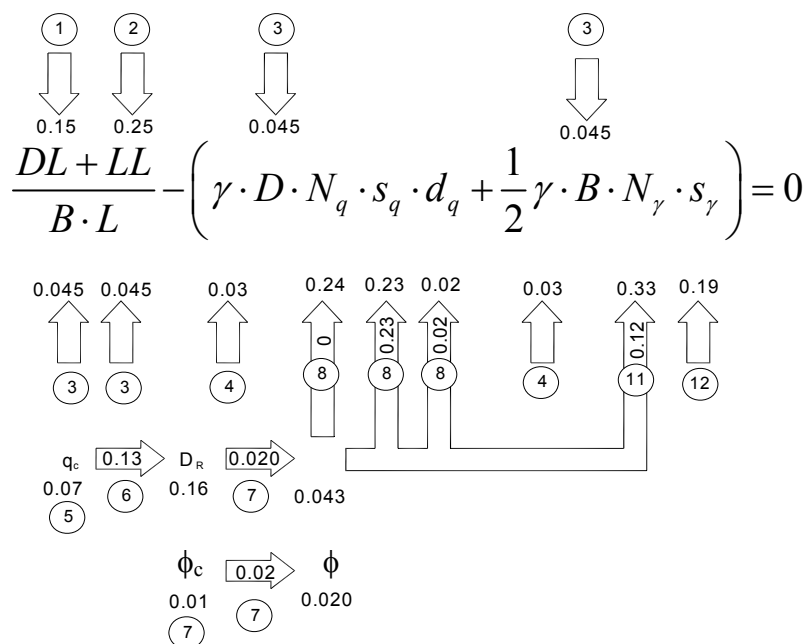 1 2 3 3
0.15 0.25 0.045 0.045
DL + LL / B · L − ( γ · D · N_q · s_q · d_q + 1/2 γ · B · N_γ · s_γ ) = 0
0.045 0.045 0.03 0.24 0.23 0.02 0.03 0.33 0.19
0 0.23 0.02 0.12
3 3 4 8 8 8 4 11 12
q_c 0.13 D_R 0.020
0.07 6 0.16 7 0.043
5
ϕ_c 0.02 ϕ
0.01 7 0.020
7